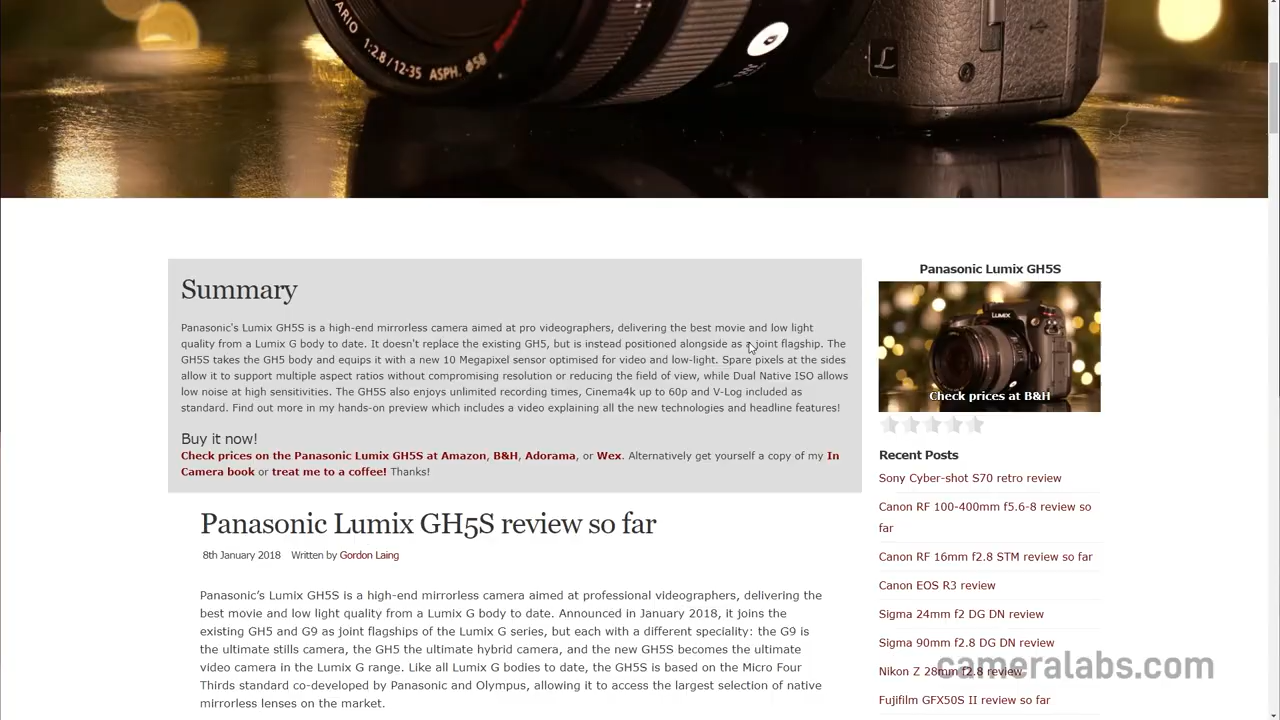 ARIO 1:2.8/12-35 ASPH. ø58
L
Summary
Panasonic's Lumix GH5S is a high-end mirrorless camera aimed at pro videographers, delivering the best movie and low light
quality from a Lumix G body to date. It doesn't replace the existing GH5, but is instead positioned alongside as a joint flagship. The
GH5S takes the GH5 body and equips it with a new 10 Megapixel sensor optimised for video and low-light. Spare pixels at the sides
allow it to support multiple aspect ratios without compromising resolution or reducing the field of view, while Dual Native ISO allows
low noise at high sensitivities. The GH5S also enjoys unlimited recording times, Cinema4k up to 60p and V-Log included as
standard. Find out more in my hands-on preview which includes a video explaining all the new technologies and headline features!
Buy it now!
Check prices on the Panasonic Lumix GH5S at Amazon, B&H, Adorama, or Wex. Alternatively get yourself a copy of my In
Camera book or treat me to a coffee! Thanks!
Panasonic Lumix GH5S review so far
8th January 2018 Written by Gordon Laing
Panasonic’s Lumix GH5S is a high-end mirrorless camera aimed at professional videographers, delivering the
best movie and low light quality from a Lumix G body to date. Announced in January 2018, it joins the
existing GH5 and G9 as joint flagships of the Lumix G series, but each with a different speciality: the G9 is
the ultimate stills camera, the GH5 the ultimate hybrid camera, and the new GH5S becomes the ultimate
video camera in the Lumix G range. Like all Lumix G bodies to date, the GH5S is based on the Micro Four
Thirds standard co-developed by Panasonic and Olympus, allowing it to access the largest selection of native
mirrorless lenses on the market.
Panasonic Lumix GH5S
LUMIX
Check prices at B&H
Recent Posts
Sony Cyber-shot S70 retro review
Canon RF 100-400mm f5.6-8 review so
far
Canon RF 16mm f2.8 STM review so far
Canon EOS R3 review
Sigma 24mm f2 DG DN review
Sigma 90mm f2.8 DG DN review
Nikon Z 28mm f2.8 review
Fujifilm GFX50S II review so far
cameralabs.com